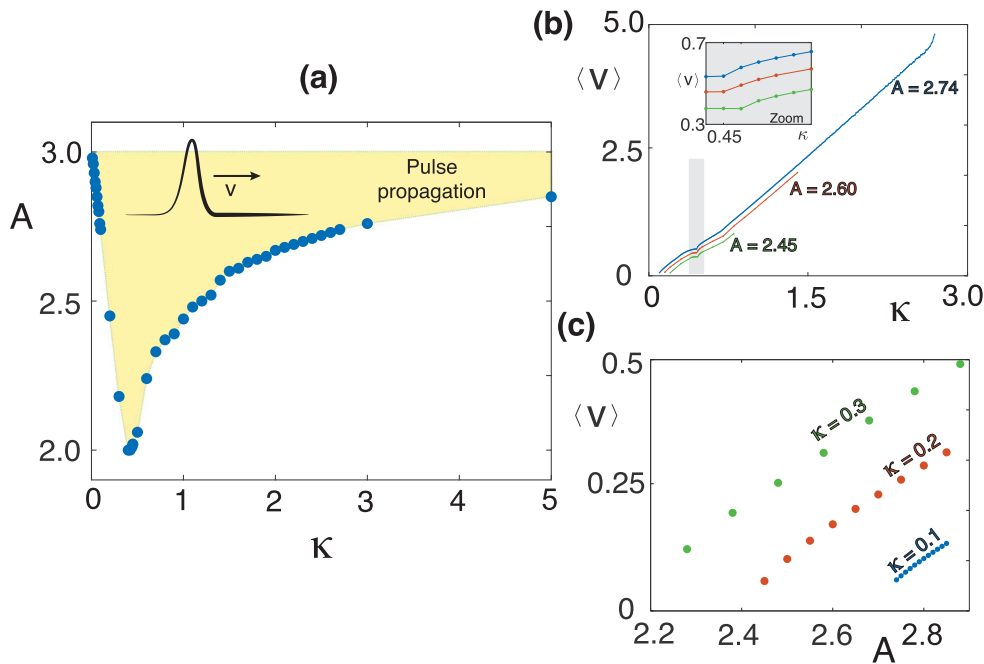 (a)
A
3.0
2.5
2.0
0
1
2
3
4
5
κ
v
Pulse
propagation
(b)
⟨v⟩
5.0
2.5
0
0
1.5
3.0
κ
A = 2.74
A = 2.60
A = 2.45
0.7
⟨v⟩
0.3
0.45
Zoom
κ
(c)
⟨v⟩
0.5
0.25
0
2.2
2.4
2.6
2.8
A
κ = 0.3
κ = 0.2
κ = 0.1